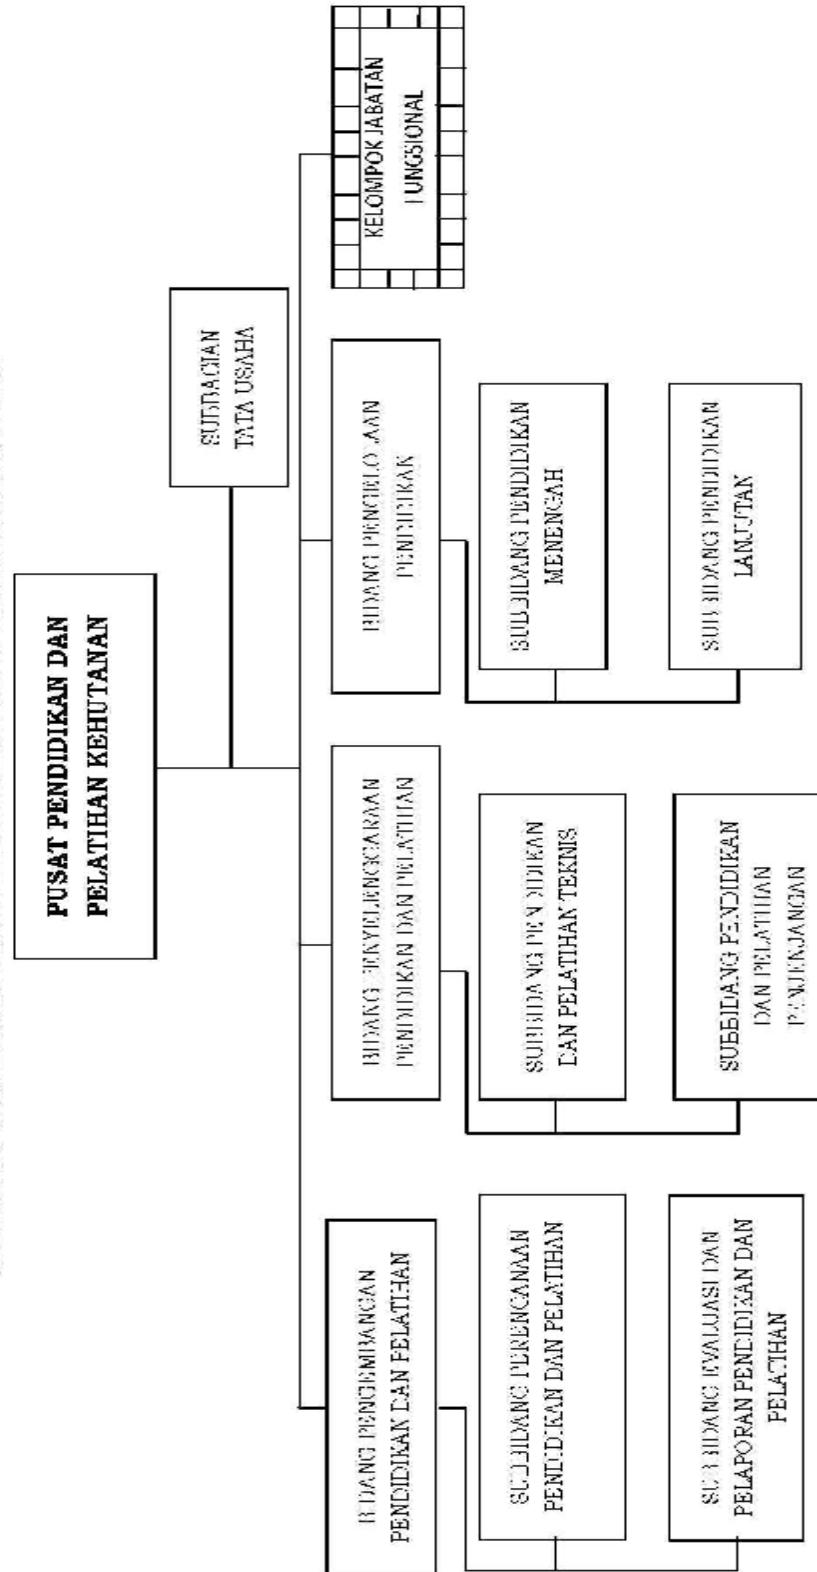 PUSAT PENDIDIKAN DAN
PELATIHAN KEHUTANAN
SUBBAGIAN
TATA USAHA
BIDANG PENGEMBANGAN
PENDIDIKAN DAN PELATIHAN
BIDANG PENYELENGGARAAN
PENDIDIKAN DAN PELATIHAN
BIDANG PENGELOLAAN
PENDIDIKAN
KELOMPOK JABATAN
FUNGSIONAL
SUBBIDANG PERENCANAAN
PENDIDIKAN DAN PELATIHAN
SUBBIDANG PENDIDIKAN
DAN PELATIHAN TEKNIS
SUBBIDANG PENDIDIKAN
MENENGAH
SUBBIDANG EVALUASI DAN
PELAPORAN PENDIDIKAN DAN
PELATIHAN
SUBBIDANG PENDIDIKAN
DAN PELATIHAN
PENJENJANGAN
SUBBIDANG PENDIDIKAN
LANJUTAN